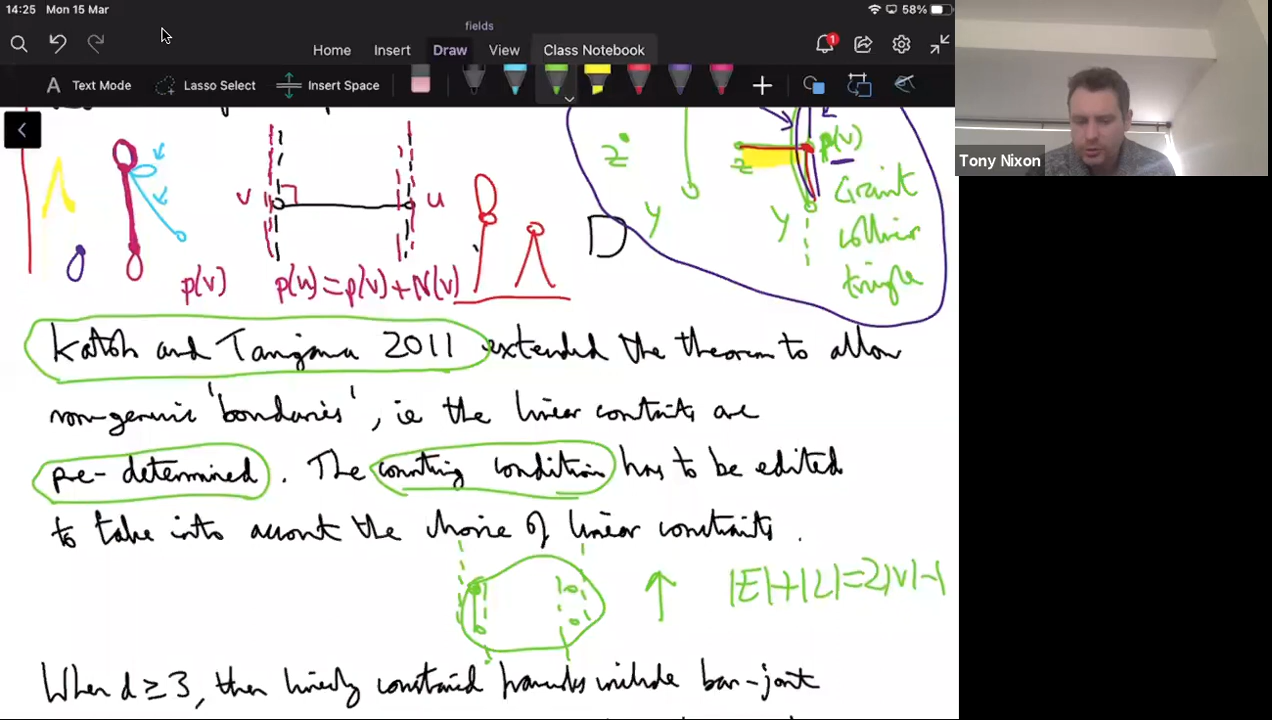 14:25 Mon 15 Mar
58%
fields
Home Insert Draw View Class Notebook
1
A Text Mode Lasso Select Insert Space
Tony Nixon
z z p(v)
v u
y y
D
p(v) p(u)=p(v)+N(v)
Katoh and Tanigawa 2011 extended the theorem to allow
non-generic 'boundaries', ie the linear constraints are
pre-determined. The counting condition has to be edited
to take into account the choice of linear constraints.
|E|+|L|=2|V|-1
When d ≥ 3, then linearly constrained frameworks include bar-joint